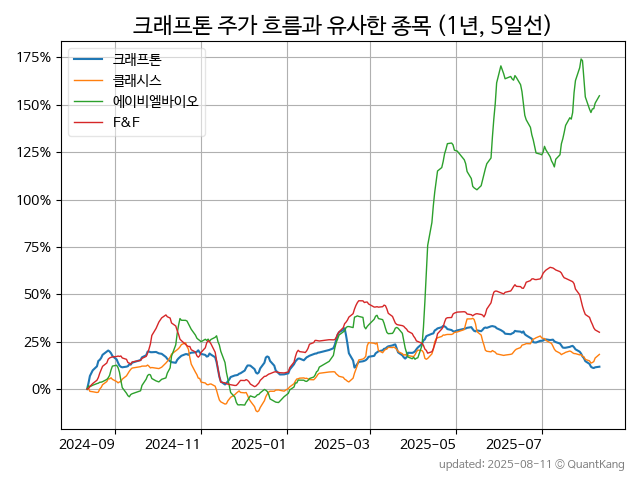 크래프톤 주가 흐름과 유사한 종목 (1년, 5일선)
크래프톤
클래시스
에이비엘바이오
F&F
175%
150%
125%
100%
75%
50%
25%
0%
2024-09 2024-11 2025-01 2025-03 2025-05 2025-07
updated: 2025-08-11 © QuantKang